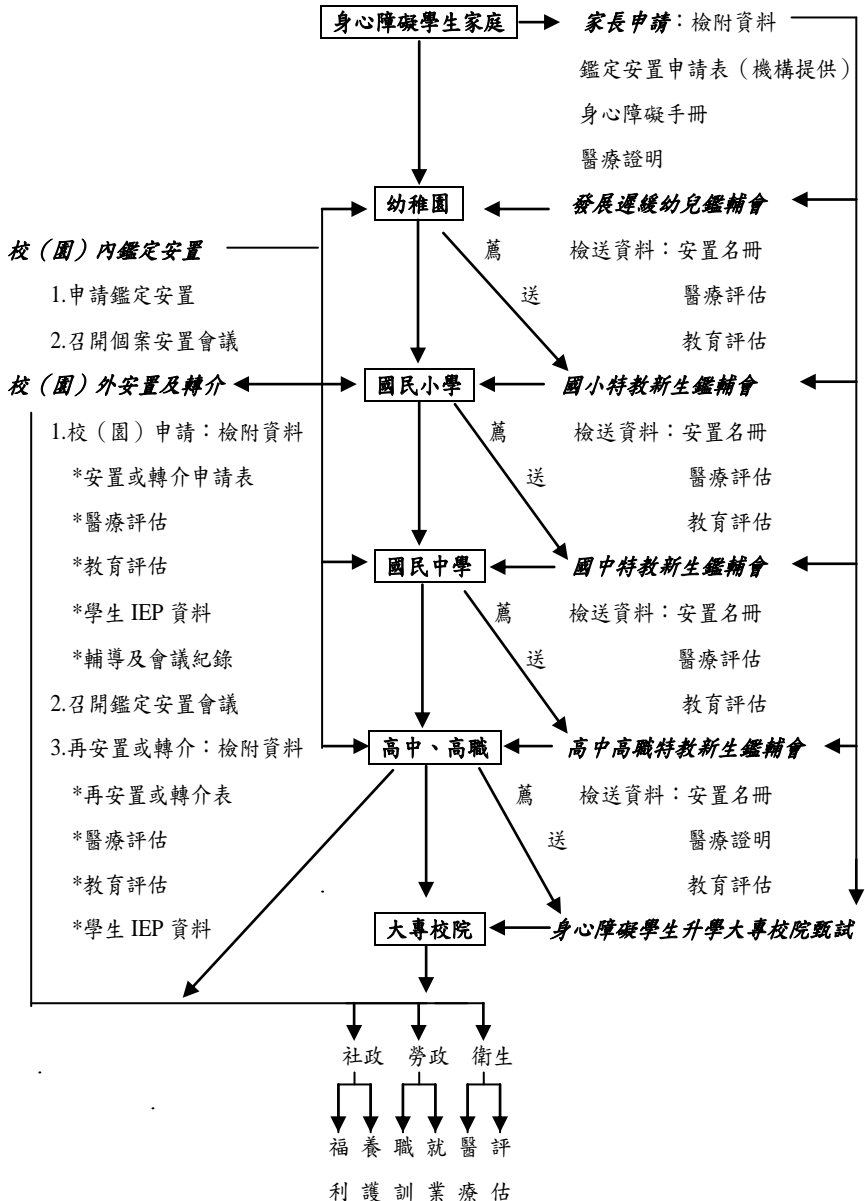 身心障礙學生家庭 家長申請：檢附資料
鑑定安置申請表（機構提供）
身心障礙手冊
醫療證明
幼稚園 發展遲緩幼兒鑑輔會
校（園）內鑑定安置 薦 檢送資料：安置名冊
1.申請鑑定安置 送 醫療評估
2.召開個案安置會議 教育評估
校（園）外安置及轉介 國民小學 國小特教新生鑑輔會
1.校（園）申請：檢附資料 薦 檢送資料：安置名冊
*安置或轉介申請表 送 醫療評估
*醫療評估 教育評估
*教育評估 國民中學 國中特教新生鑑輔會
*學生 IEP 資料 薦 檢送資料：安置名冊
*輔導及會議紀錄 送 醫療評估
2.召開鑑定安置會議 教育評估
3.再安置或轉介：檢附資料 高中、高職 高中高職特教新生鑑輔會
*再安置或轉介表 薦 檢送資料：安置名冊
*醫療評估 送 醫療證明
*教育評估 教育評估
*學生 IEP 資料 大專校院 身心障礙學生升學大專校院甄試
社政 勞政 衛生
福利 養護 職訓 就業 醫療 評估